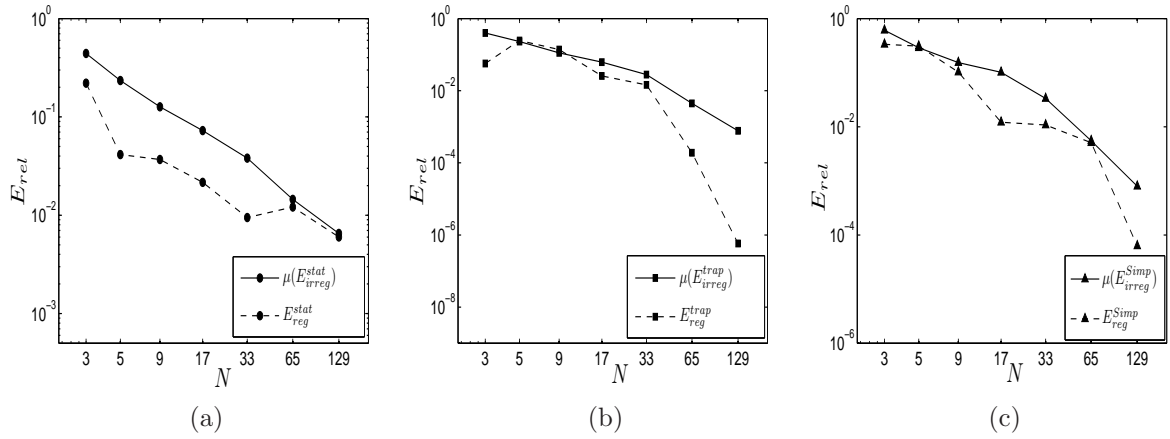 10^0
10^-1
10^-2
10^-3
E_rel
3 5 9 17 33 65 129
N
μ(E^stat_irreg)
E^stat_reg
(a)
10^0
10^-2
10^-4
10^-6
10^-8
E_rel
3 5 9 17 33 65 129
N
μ(E^trap_irreg)
E^trap_reg
(b)
10^0
10^-2
10^-4
10^-6
E_rel
3 5 9 17 33 65 129
N
μ(E^Simp_irreg)
E^Simp_reg
(c)